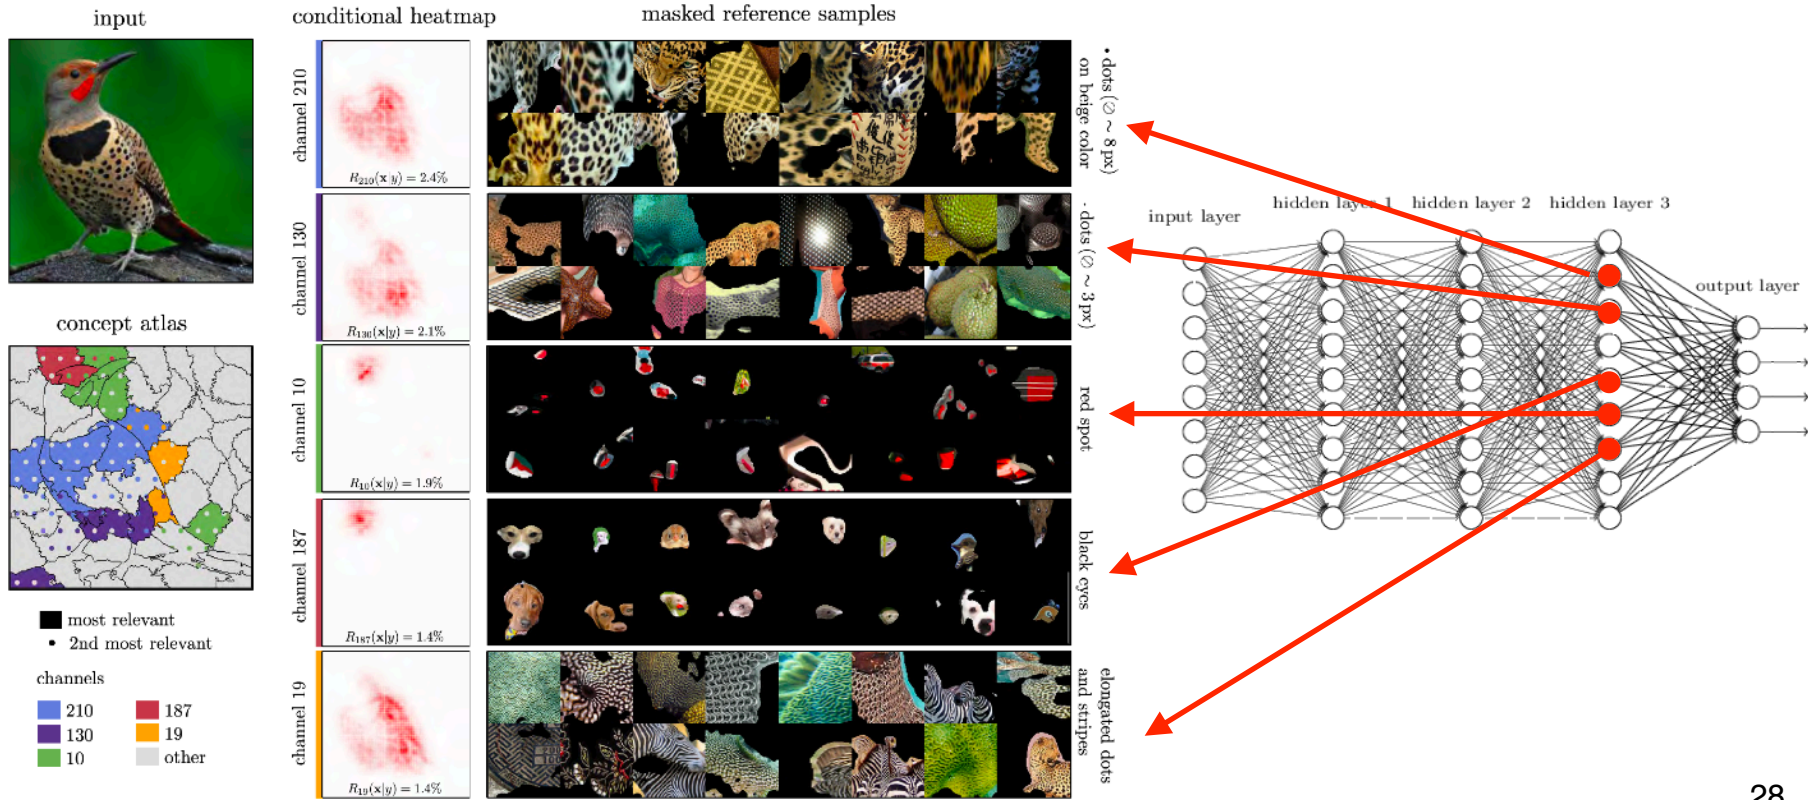 input
conditional heatmap
masked reference samples
channel 210
R₂₁₀(x|y) = 2.4%
• dots (∅ ~ 8 px)
on beige color
channel 130
R₁₃₀(x|y) = 2.1%
· dots (∅ ~ 3 px)
channel 10
R₁₀(x|y) = 1.9%
red spot
channel 187
R₁₈₇(x|y) = 1.4%
black eyes
channel 19
R₁₉(x|y) = 1.4%
elongated dots
and stripes
concept atlas
most relevant
2nd most relevant
channels
210
187
130
19
10
other
input layer
hidden layer 1
hidden layer 2
hidden layer 3
output layer
28